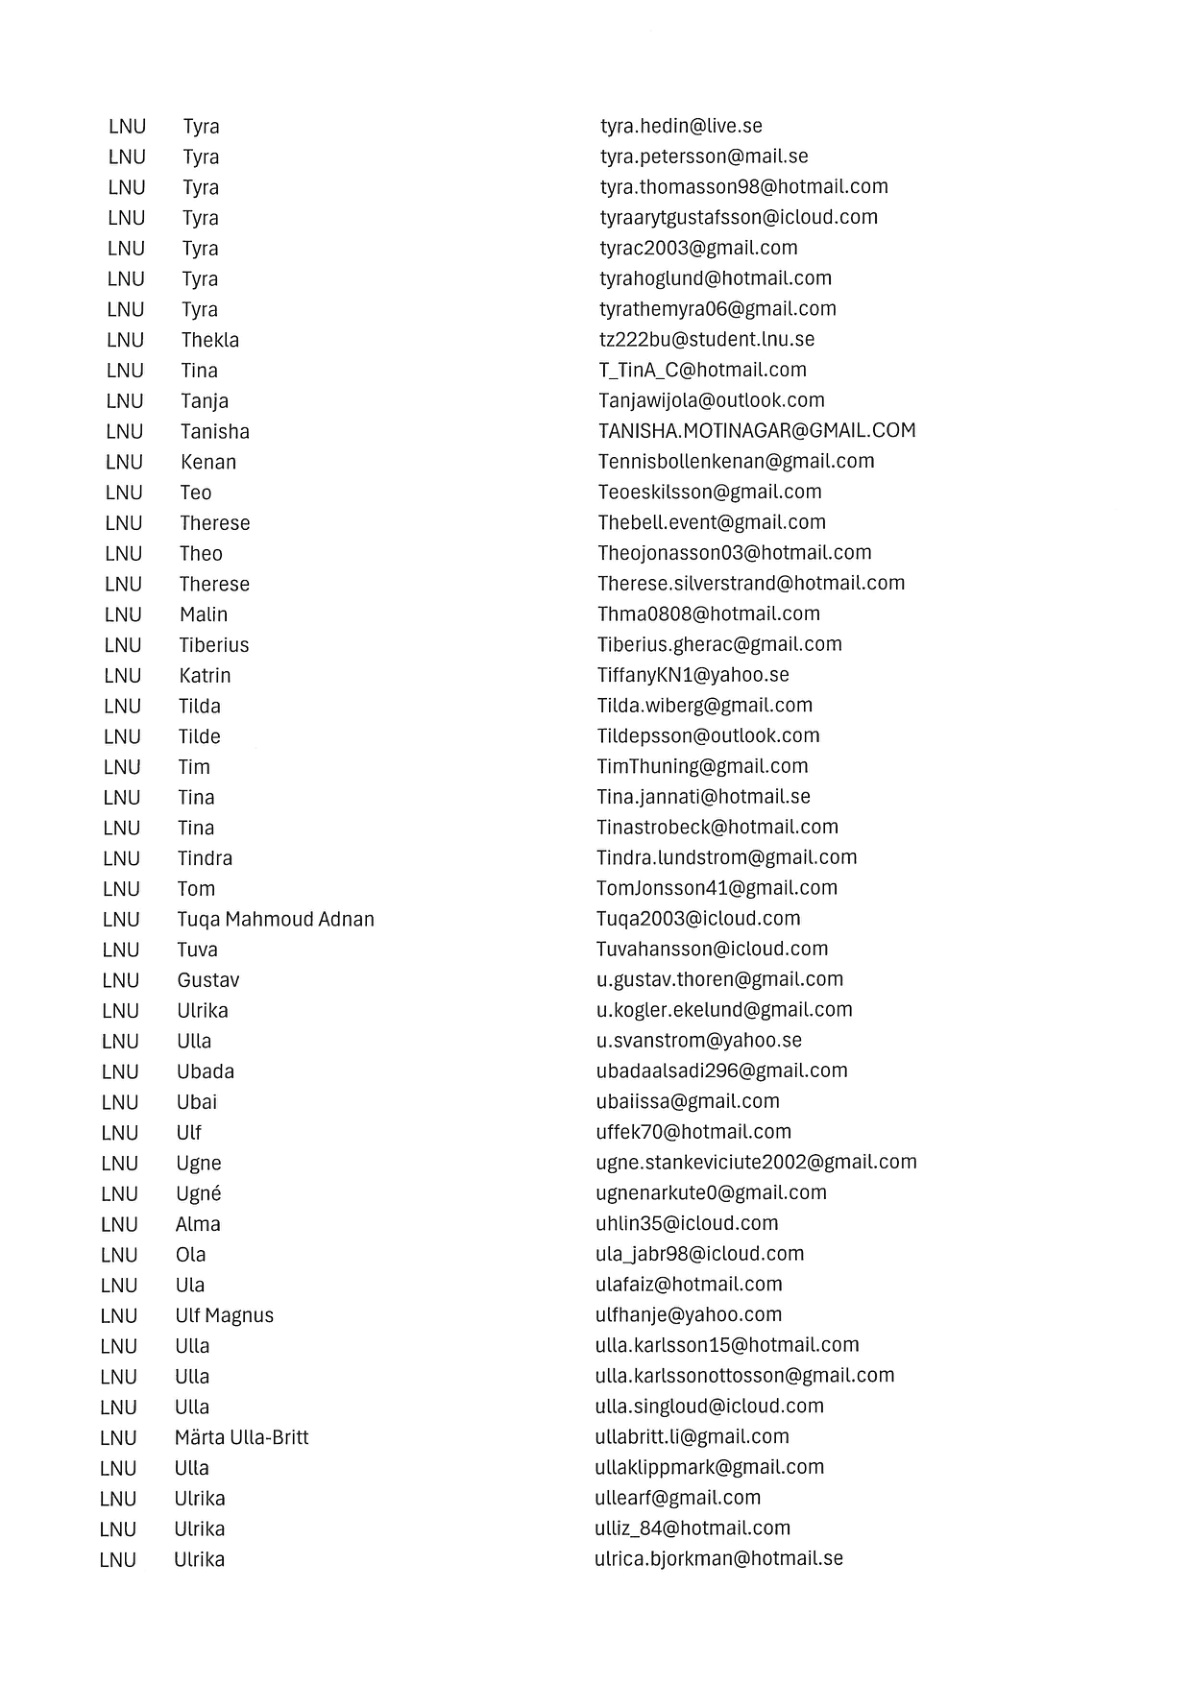 LNU Tyra tyra.hedin@live.se
LNU Tyra tyra.petersson@mail.se
LNU Tyra tyra.thomasson98@hotmail.com
LNU Tyra tyraarytgustafsson@icloud.com
LNU Tyra tyrac2003@gmail.com
LNU Tyra tyrahoglund@hotmail.com
LNU Tyra tyrathemyra06@gmail.com
LNU Thekla tz222bu@student.lnu.se
LNU Tina T_TinA_C@hotmail.com
LNU Tanja Tanjawijola@outlook.com
LNU Tanisha TANISHA.MOTINAGAR@GMAIL.COM
LNU Kenan Tennisbollenkenan@gmail.com
LNU Teo Teoeskilsson@gmail.com
LNU Therese Thebell.event@gmail.com
LNU Theo Theojonasson03@hotmail.com
LNU Therese Therese.silverstrand@hotmail.com
LNU Malin Thma0808@hotmail.com
LNU Tiberius Tiberius.gherac@gmail.com
LNU Katrin TiffanyKN1@yahoo.se
LNU Tilda Tilda.wiberg@gmail.com
LNU Tilde Tildepsson@outlook.com
LNU Tim TimThuning@gmail.com
LNU Tina Tina.jannati@hotmail.se
LNU Tina Tinastrobeck@hotmail.com
LNU Tindra Tindra.lundstrom@gmail.com
LNU Tom TomJonsson41@gmail.com
LNU Tuqa Mahmoud Adnan Tuqa2003@icloud.com
LNU Tuva Tuvahansson@icloud.com
LNU Gustav u.gustav.thoren@gmail.com
LNU Ulrika u.kogler.ekelund@gmail.com
LNU Ulla u.svanstrom@yahoo.se
LNU Ubada ubadaalsadi296@gmail.com
LNU Ubai ubaiissa@gmail.com
LNU Ulf uffek70@hotmail.com
LNU Ugne ugne.stankeviciute2002@gmail.com
LNU Ugné ugnenarkute0@gmail.com
LNU Alma uhlin35@icloud.com
LNU Ola ula_jabr98@icloud.com
LNU Ula ulafaiz@hotmail.com
LNU Ulf Magnus ulfhanje@yahoo.com
LNU Ulla ulla.karlsson15@hotmail.com
LNU Ulla ulla.karlssonottosson@gmail.com
LNU Ulla ulla.singloud@icloud.com
LNU Märta Ulla-Britt ullabritt.li@gmail.com
LNU Ulla ullaklippmark@gmail.com
LNU Ulrika ullearf@gmail.com
LNU Ulrika ulliz_84@hotmail.com
LNU Ulrika ulrica.bjorkman@hotmail.se